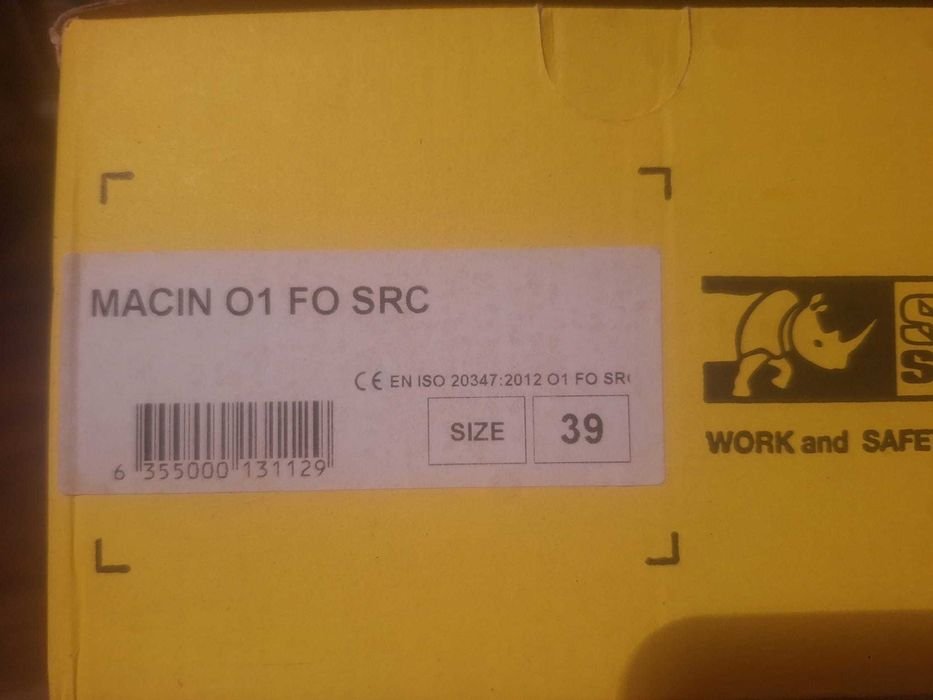 MACIN O1 FO SRC
CE EN ISO 20347:2012 O1 FO SR
SIZE 39
6 355000 131129
WORK and SAFE